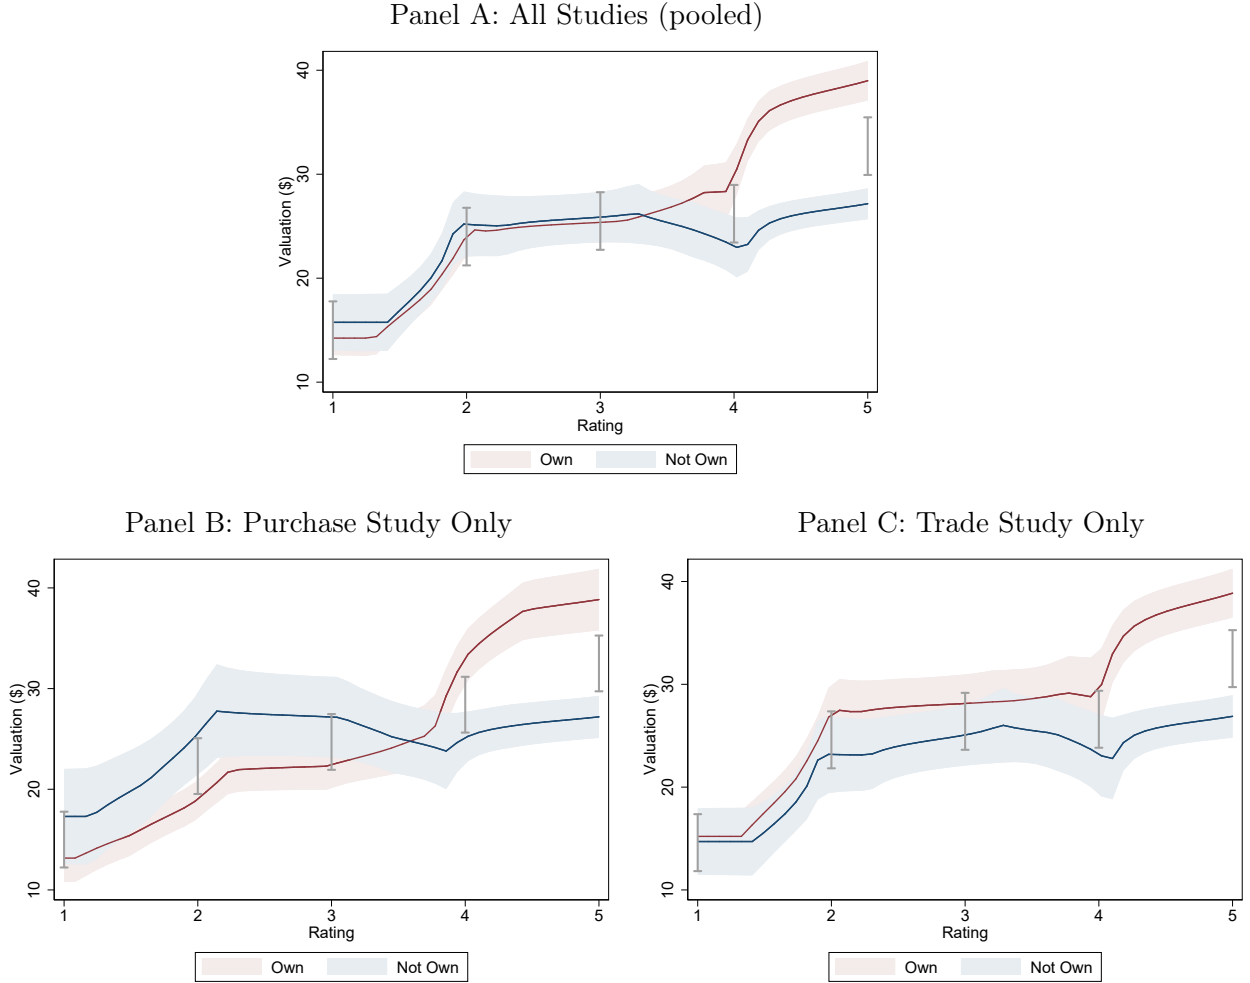 Panel A: All Studies (pooled)
40
30
20
10
Valuation ($)
1 2 3 4 5
Rating
Own Not Own
Panel B: Purchase Study Only
40
30
20
10
Valuation ($)
1 2 3 4 5
Rating
Own Not Own
Panel C: Trade Study Only
40
30
20
10
Valuation ($)
1 2 3 4 5
Rating
Own Not Own